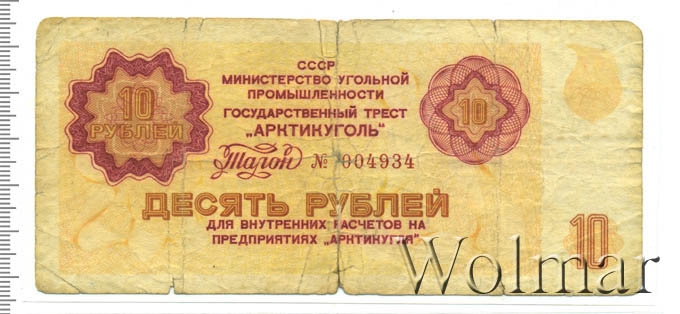 СССР
МИНИСТЕРСТВО УГОЛЬНОЙ
ПРОМЫШЛЕННОСТИ
ГОСУДАРСТВЕННЫЙ ТРЕСТ
„АРКТИКУГОЛЬ"
10
РУБЛЕЙ
10
Талон № 004934
ДЕСЯТЬ РУБЛЕЙ
ДЛЯ ВНУТРЕННИХ РАСЧЕТОВ НА
ПРЕДПРИЯТИЯХ „АРКТИКУГЛЯ"
10
Wolmar